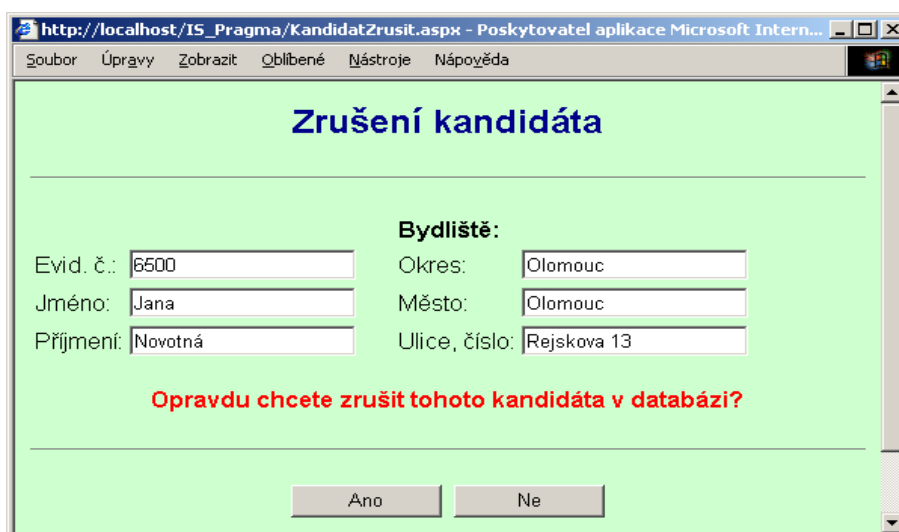 http://localhost/IS_Pragma/KandidatZrusit.aspx - Poskytovatel aplikace Microsoft Intern...
Soubor Úpravy Zobrazit Oblíbené Nástroje Nápověda
Zrušení kandidáta
Bydliště:
Evid. č.: 6500 Okres: Olomouc
Jméno: Jana Město: Olomouc
Příjmení: Novotná Ulice, číslo: Rejskova 13
Opravdu chcete zrušit tohoto kandidáta v databázi?
Ano Ne